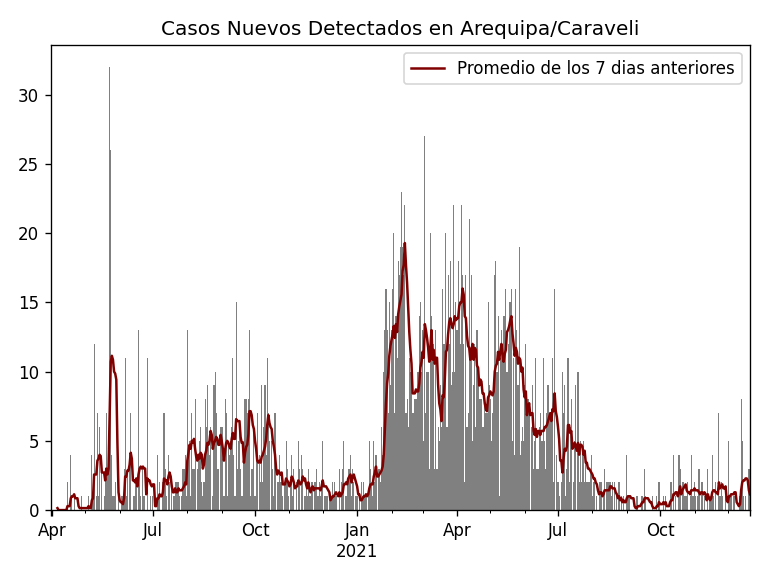 Casos Nuevos Detectados en Arequipa/Caraveli
Promedio de los 7 dias anteriores
30
25
20
15
10
5
0
Apr Jul Oct Jan Apr Jul Oct
2021